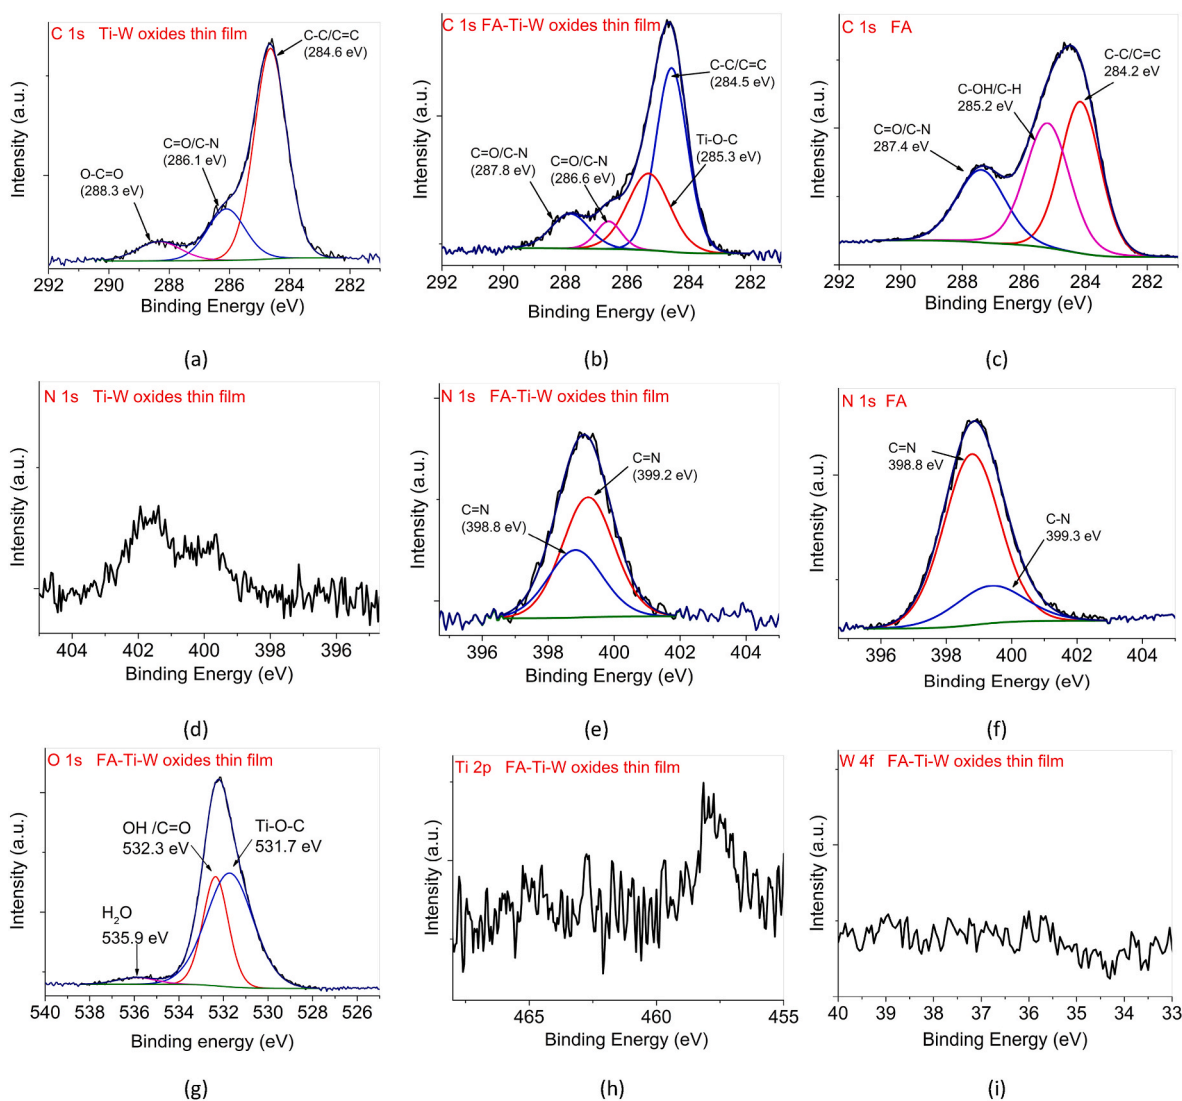 C 1s Ti-W oxides thin film
C-C/C=C
(284.6 eV)
C=O/C-N
(286.1 eV)
O-C=O
(288.3 eV)
Intensity (a.u.)
292 290 288 286 284 282
Binding Energy (eV)
(a)
C 1s FA-Ti-W oxides thin film
C-C/C=C
(284.5 eV)
Ti-O-C
(285.3 eV)
C=O/C-N
(287.8 eV)
C=O/C-N
(286.6 eV)
Intensity (a.u.)
292 290 288 286 284 282
Binding Energy (eV)
(b)
C 1s FA
C-C/C=C
284.2 eV
C-OH/C-H
285.2 eV
C=O/C-N
287.4 eV
Intensity (a.u.)
292 290 288 286 284 282
Binding Energy (eV)
(c)
N 1s Ti-W oxides thin film
Intensity (a.u.)
404 402 400 398 396
Binding Energy (eV)
(d)
N 1s FA-Ti-W oxides thin film
C=N
(399.2 eV)
C=N
(398.8 eV)
Intensity (a.u.)
396 398 400 402 404
Binding Energy (eV)
(e)
N 1s FA
C=N
398.8 eV
C-N
399.3 eV
Intensity (a.u.)
396 398 400 402 404
Binding Energy (eV)
(f)
O 1s FA-Ti-W oxides thin film
OH /C=O
532.3 eV
Ti-O-C
531.7 eV
H2O
535.9 eV
Intensity (a.u.)
540 538 536 534 532 530 528 526
Binding energy (eV)
(g)
Ti 2p FA-Ti-W oxides thin film
Intensity (a.u.)
465 460 455
Binding Energy (eV)
(h)
W 4f FA-Ti-W oxides thin film
Intensity (a.u.)
40 39 38 37 36 35 34 33
Binding Energy (eV)
(i)